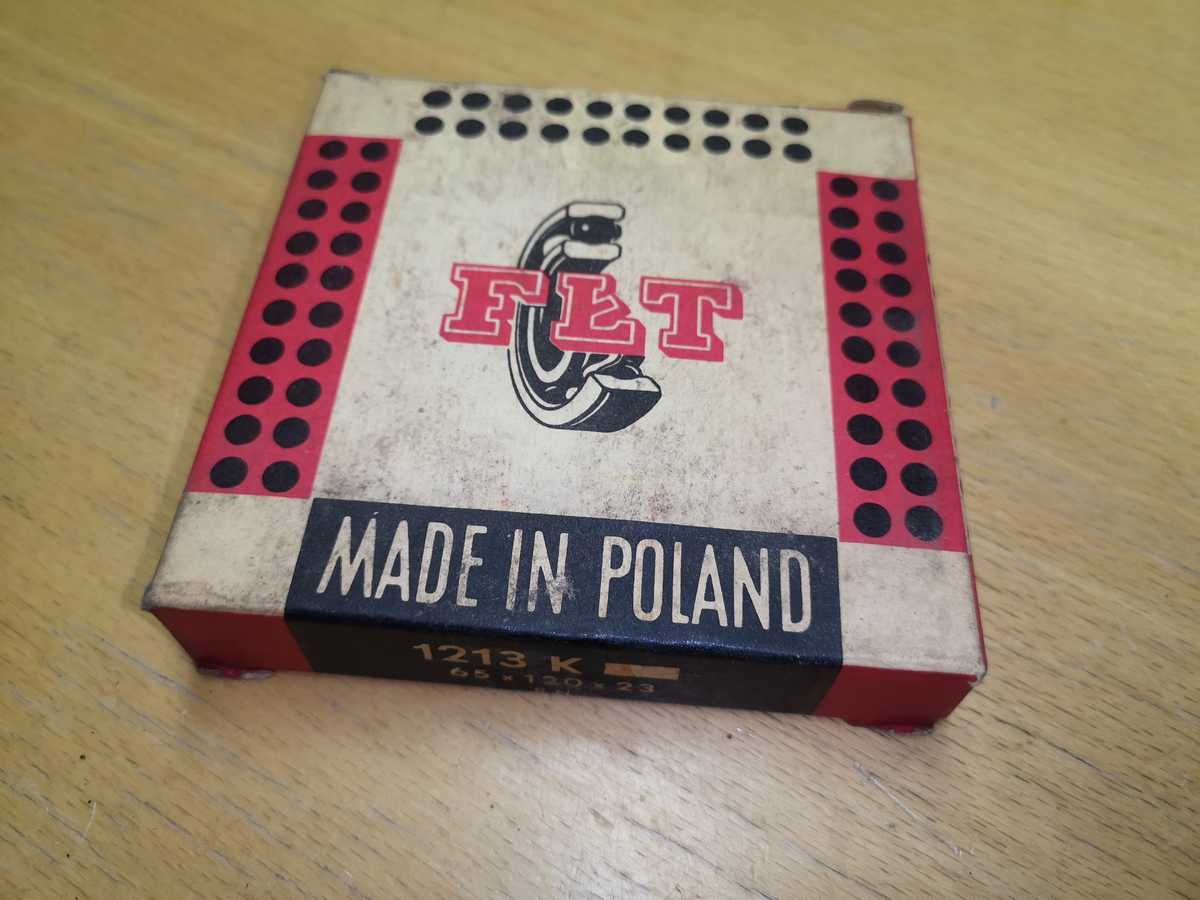 FŁT
MADE IN POLAND
1213 K
65 × 120 × 23